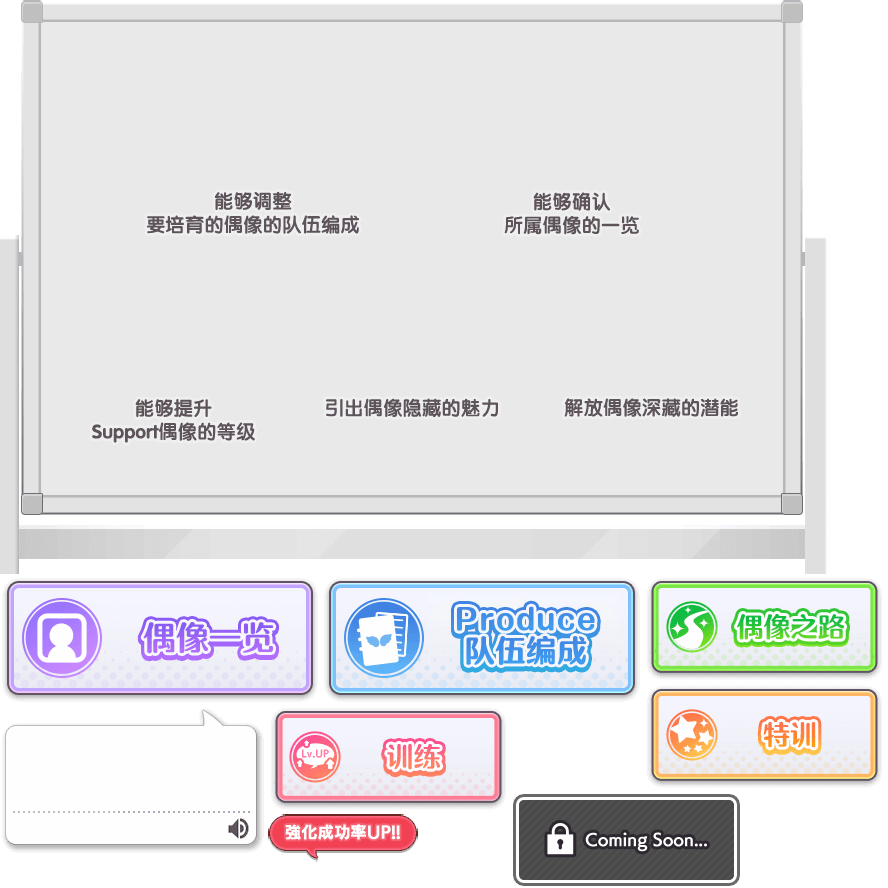 能够调整
要培育的偶像的队伍编成
能够确认
所属偶像的一览
能够提升
Support偶像的等级
引出偶像隐藏的魅力
解放偶像深藏的潜能
偶像一览
Produce
队伍编成
偶像之路
Lv.UP
训练
特训
強化成功率UP!!
Coming Soon...